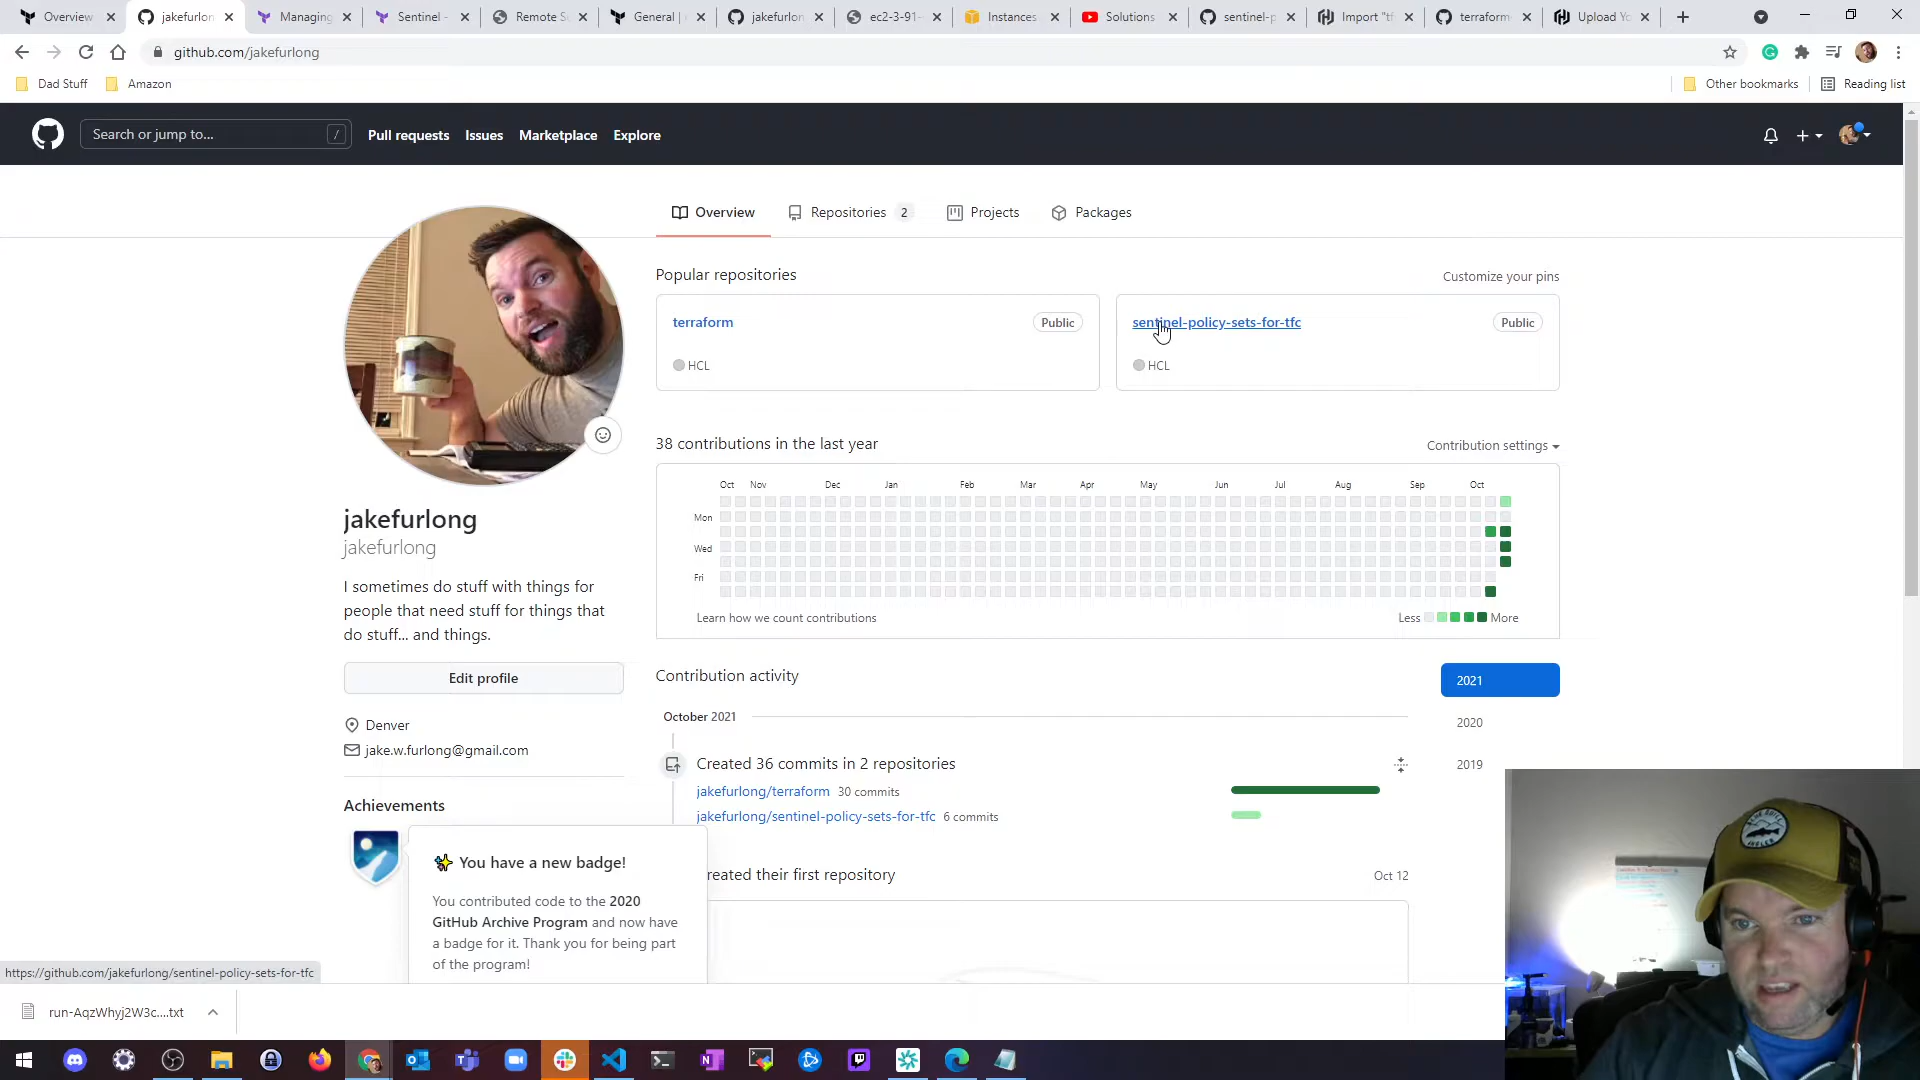 Overview
jakefurlon
Managing
Sentinel -
Remote S
General |
jakefurlon
ec2-3-91-
Instances
Solutions
sentinel-p
Import "tf
terraform
Upload Yo
github.com/jakefurlong
Dad Stuff
Amazon
Other bookmarks
Reading list
Search or jump to...
/
Pull requests
Issues
Marketplace
Explore
Overview
Repositories 2
Projects
Packages
Popular repositories
Customize your pins
terraform
Public
HCL
sentinel-policy-sets-for-tfc
Public
HCL
38 contributions in the last year
Contribution settings
Oct Nov Dec Jan Feb Mar Apr May Jun Jul Aug Sep Oct
Mon
Wed
Fri
Learn how we count contributions
Less More
jakefurlong
jakefurlong
I sometimes do stuff with things for
people that need stuff for things that
do stuff... and things.
Edit profile
Denver
jake.w.furlong@gmail.com
Achievements
You have a new badge!
You contributed code to the 2020
GitHub Archive Program and now have
a badge for it. Thank you for being part
of the program!
Contribution activity
2021
2020
2019
October 2021
Created 36 commits in 2 repositories
jakefurlong/terraform 30 commits
jakefurlong/sentinel-policy-sets-for-tfc 6 commits
reated their first repository
Oct 12
https://github.com/jakefurlong/sentinel-policy-sets-for-tfc
run-AqzWhyj2W3c....txt